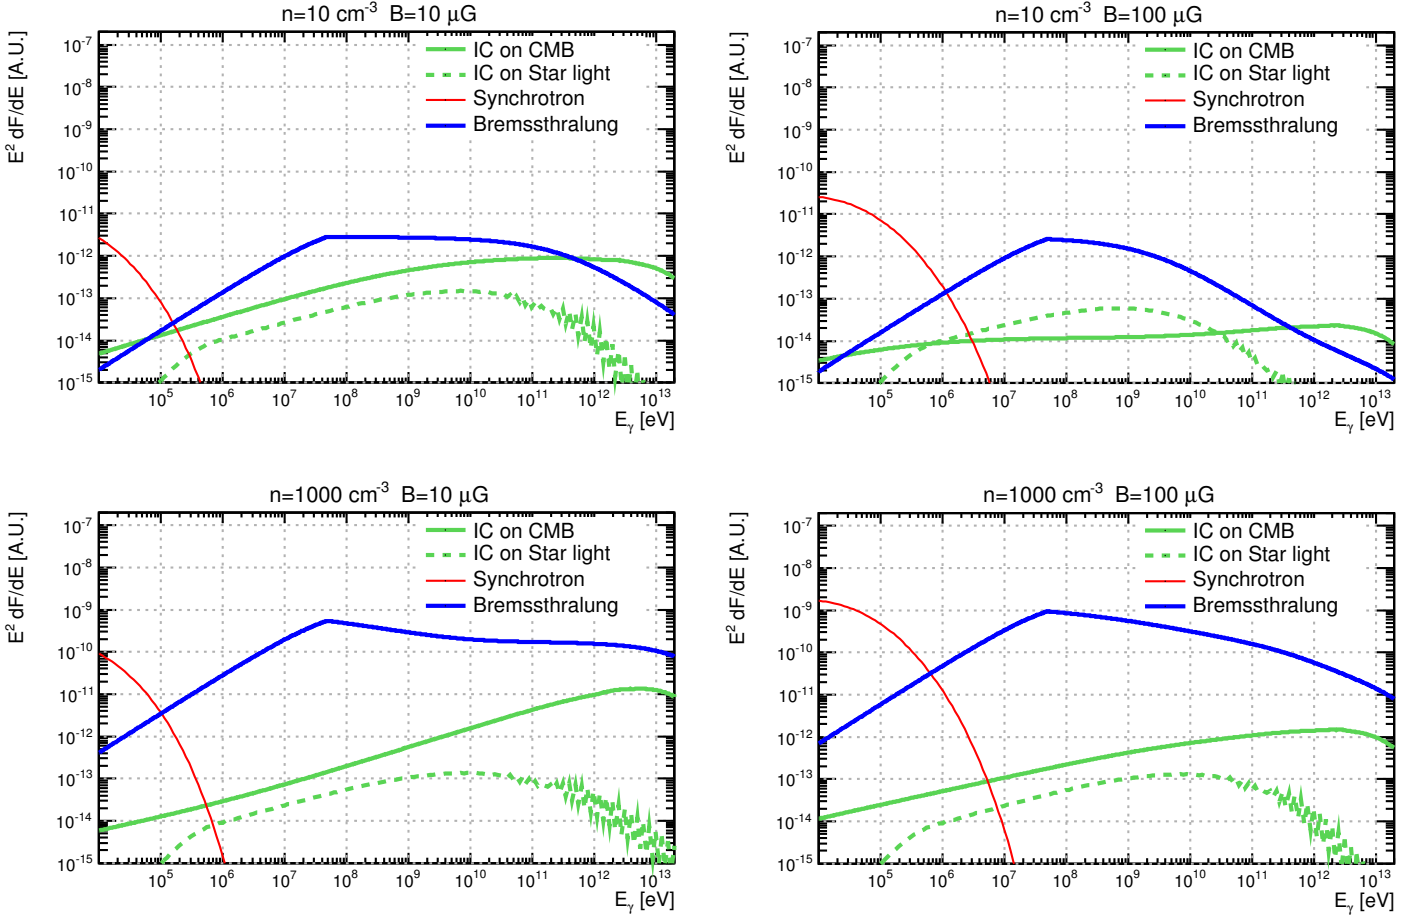 n=10 cm⁻³ B=10 μG
E² dF/dE [A.U.]
10⁻⁷
10⁻⁸
10⁻⁹
10⁻¹⁰
10⁻¹¹
10⁻¹²
10⁻¹³
10⁻¹⁴
10⁻¹⁵
IC on CMB
IC on Star light
Synchrotron
Bremssthralung
10⁵ 10⁶ 10⁷ 10⁸ 10⁹ 10¹⁰ 10¹¹ 10¹² 10¹³
E_γ [eV]
n=10 cm⁻³ B=100 μG
E² dF/dE [A.U.]
10⁻⁷
10⁻⁸
10⁻⁹
10⁻¹⁰
10⁻¹¹
10⁻¹²
10⁻¹³
10⁻¹⁴
10⁻¹⁵
IC on CMB
IC on Star light
Synchrotron
Bremssthralung
10⁵ 10⁶ 10⁷ 10⁸ 10⁹ 10¹⁰ 10¹¹ 10¹² 10¹³
E_γ [eV]
n=1000 cm⁻³ B=10 μG
E² dF/dE [A.U.]
10⁻⁷
10⁻⁸
10⁻⁹
10⁻¹⁰
10⁻¹¹
10⁻¹²
10⁻¹³
10⁻¹⁴
10⁻¹⁵
IC on CMB
IC on Star light
Synchrotron
Bremssthralung
10⁵ 10⁶ 10⁷ 10⁸ 10⁹ 10¹⁰ 10¹¹ 10¹² 10¹³
E_γ [eV]
n=1000 cm⁻³ B=100 μG
E² dF/dE [A.U.]
10⁻⁷
10⁻⁸
10⁻⁹
10⁻¹⁰
10⁻¹¹
10⁻¹²
10⁻¹³
10⁻¹⁴
10⁻¹⁵
IC on CMB
IC on Star light
Synchrotron
Bremssthralung
10⁵ 10⁶ 10⁷ 10⁸ 10⁹ 10¹⁰ 10¹¹ 10¹² 10¹³
E_γ [eV]